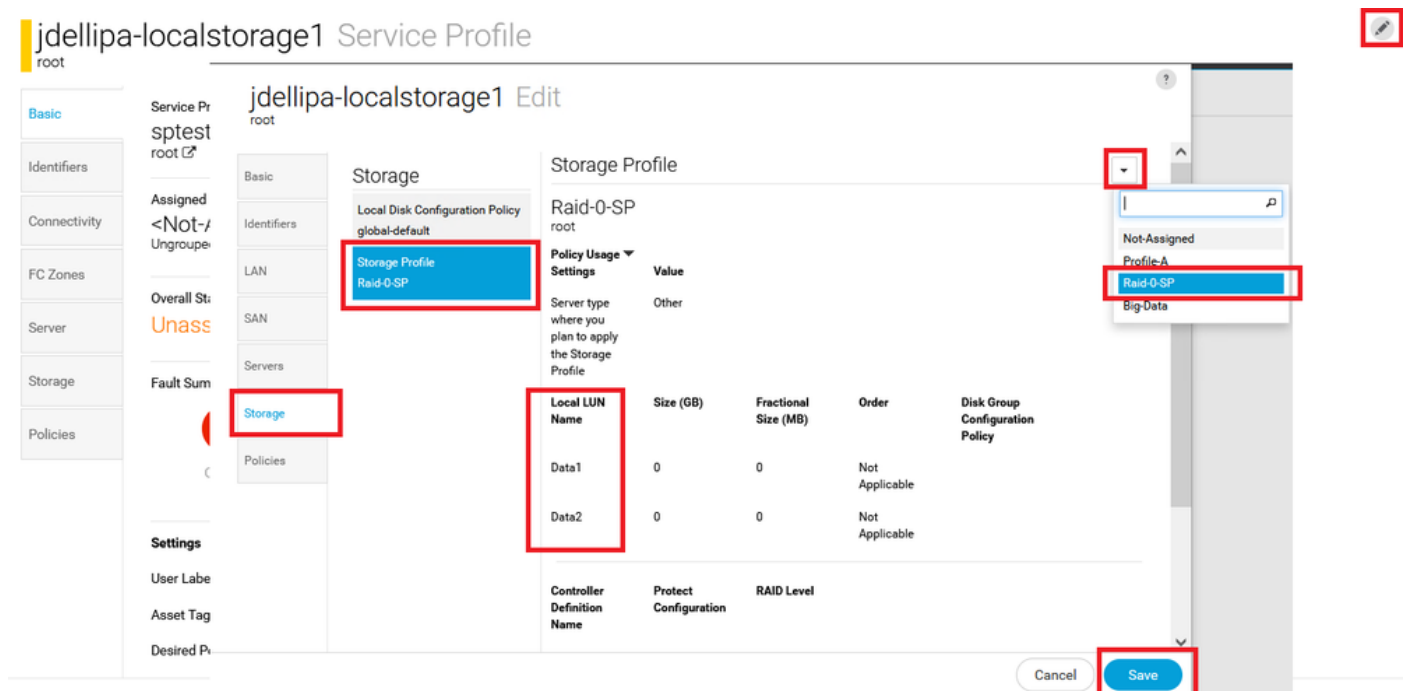 jdellipa-localstorage1 Service Profile
root
Basic
Identifiers
Connectivity
FC Zones
Server
Storage
Policies
Service Pr
sptest
root
Assigned
<Not-
Ungroupe
Overall Sta
Unass
Fault Sum
Settings
User Labe
Asset Tag
Desired P
jdellipa-localstorage1 Edit
root
?
Basic
Identifiers
LAN
SAN
Servers
Storage
Policies
Storage
Local Disk Configuration Policy
global-default
Storage Profile
Raid-0-SP
Storage Profile
Raid-0-SP
root
Policy Usage
Settings Value
Server type Other
where you
plan to apply
the Storage
Profile
Local LUN Size (GB) Fractional Order Disk Group
Name Size (MB) Configuration
Policy
Data1 0 0 Not
Applicable
Data2 0 0 Not
Applicable
Controller Protect RAID Level
Definition Configuration
Name
Not-Assigned
Profile-A
Raid-0-SP
Big-Data
Cancel Save